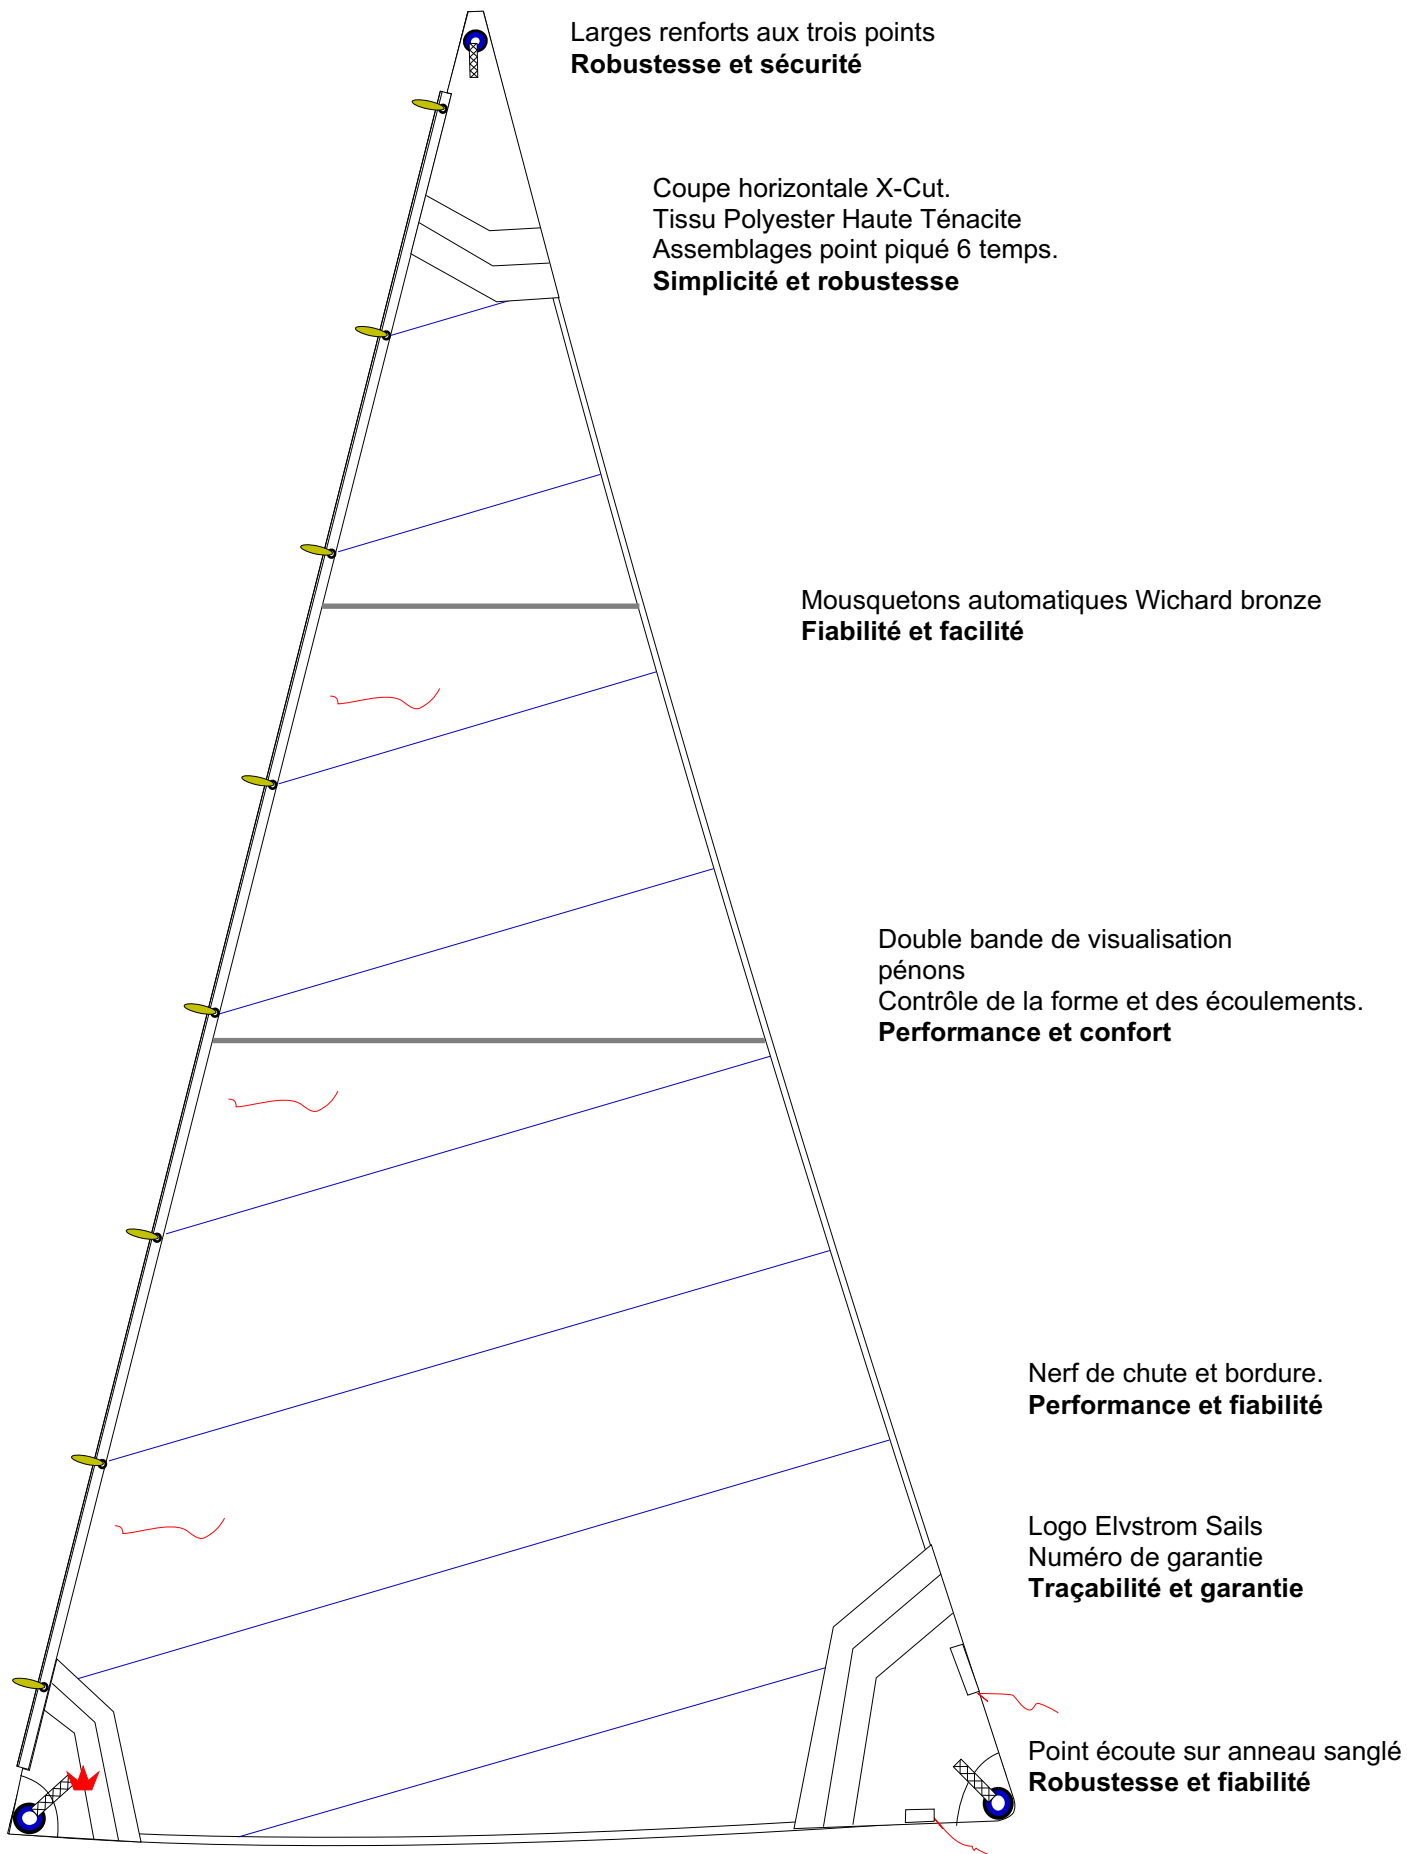 Larges renforts aux trois points
Robustesse et sécurité
Coupe horizontale X-Cut.
Tissu Polyester Haute Ténacite
Assemblages point piqué 6 temps.
Simplicité et robustesse
Mousquetons automatiques Wichard bronze
Fiabilité et facilité
Double bande de visualisation
pénons
Contrôle de la forme et des écoulements.
Performance et confort
Nerf de chute et bordure.
Performance et fiabilité
Logo Elvstrom Sails
Numéro de garantie
Traçabilité et garantie
Point écoute sur anneau sanglé
Robustesse et fiabilité